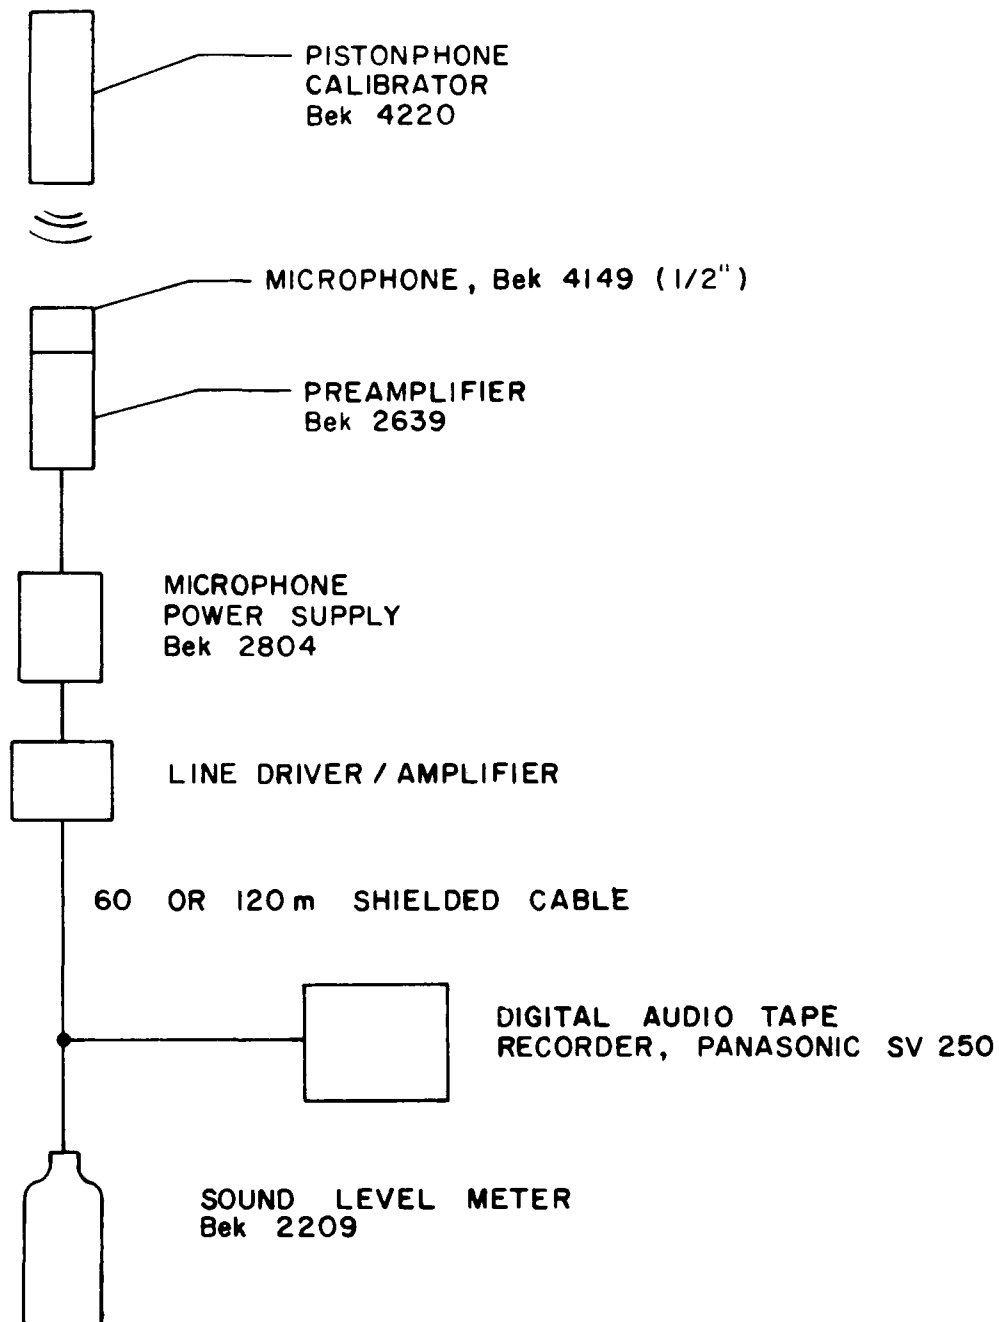 PISTONPHONE
CALIBRATOR
Bek 4220
MICROPHONE, Bek 4149 (1/2")
PREAMPLIFIER
Bek 2639
MICROPHONE
POWER SUPPLY
Bek 2804
LINE DRIVER / AMPLIFIER
60 OR 120m SHIELDED CABLE
DIGITAL AUDIO TAPE
RECORDER, PANASONIC SV 250
SOUND LEVEL METER
Bek 2209